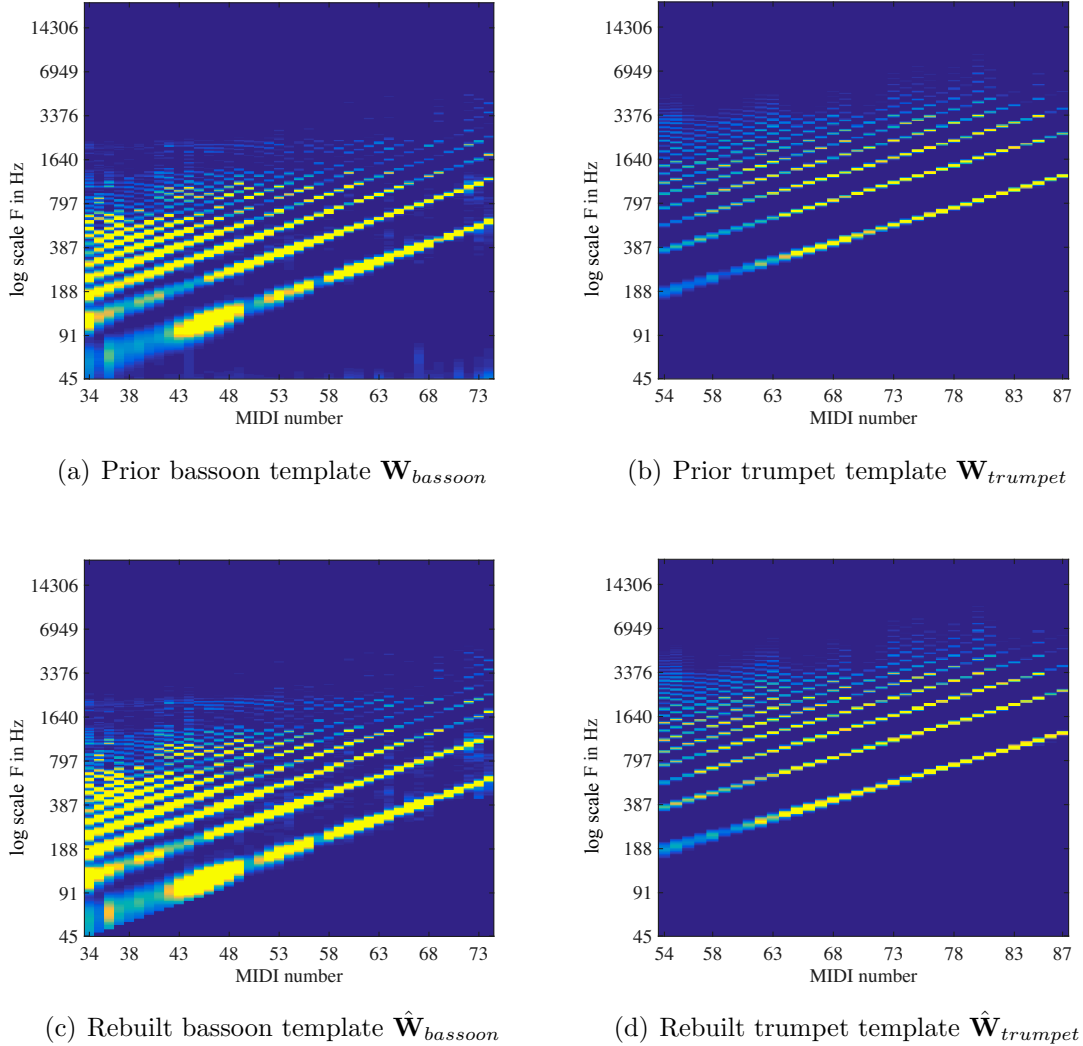 14306
6949
3376
1640
797
387
188
91
45
log scale F in Hz
34 38 43 48 53 58 63 68 73
MIDI number
(a) Prior bassoon template W_bassoon
14306
6949
3376
1640
797
387
188
91
45
log scale F in Hz
54 58 63 68 73 78 83 87
MIDI number
(b) Prior trumpet template W_trumpet
14306
6949
3376
1640
797
387
188
91
45
log scale F in Hz
34 38 43 48 53 58 63 68 73
MIDI number
(c) Rebuilt bassoon template Ŵ_bassoon
14306
6949
3376
1640
797
387
188
91
45
log scale F in Hz
54 58 63 68 73 78 83 87
MIDI number
(d) Rebuilt trumpet template Ŵ_trumpet